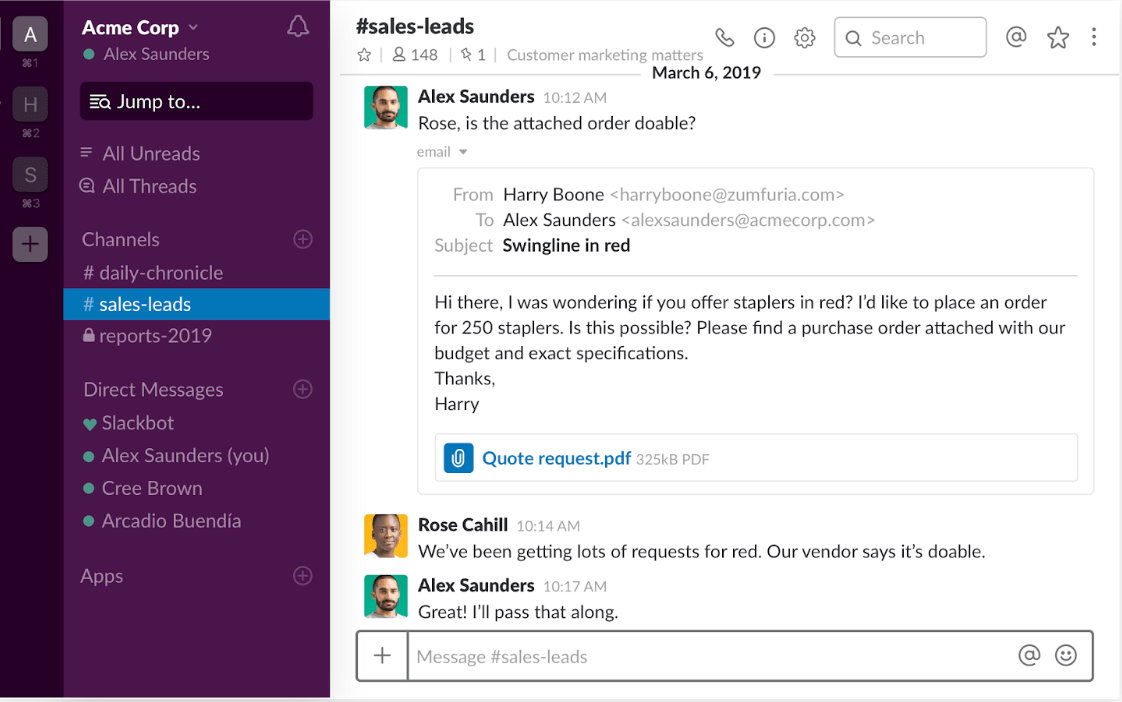 A
⌘1
H
⌘2
S
⌘3
Acme Corp
Alex Saunders
Jump to...
All Unreads
All Threads
Channels
# daily-chronicle
# sales-leads
reports-2019
Direct Messages
Slackbot
Alex Saunders (you)
Cree Brown
Arcadio Buendía
Apps
#sales-leads
148 | 1 | Customer marketing matters
Search
March 6, 2019
Alex Saunders 10:12 AM
Rose, is the attached order doable?
email
From Harry Boone <harryboone@zumfuria.com>
To Alex Saunders <alexsaunders@acmecorp.com>
Subject Swingline in red
Hi there, I was wondering if you offer staplers in red? I’d like to place an order
for 250 staplers. Is this possible? Please find a purchase order attached with our
budget and exact specifications.
Thanks,
Harry
Quote request.pdf 325kB PDF
Rose Cahill 10:14 AM
We’ve been getting lots of requests for red. Our vendor says it’s doable.
Alex Saunders 10:17 AM
Great! I’ll pass that along.
Message #sales-leads